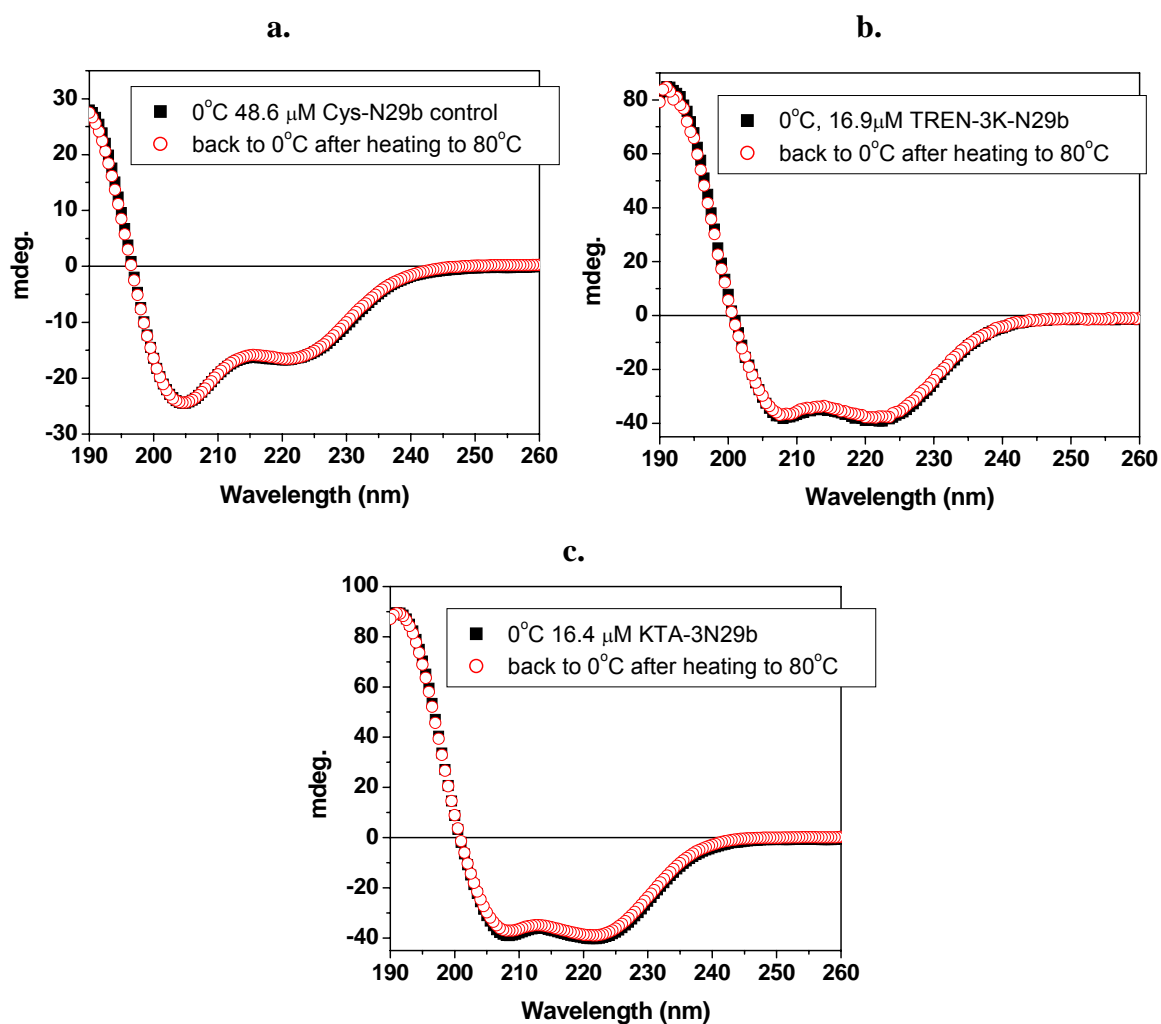 a.
30
20
10
0
-10
-20
-30
mdeg.
■ 0°C 48.6 μM Cys-N29b control
○ back to 0°C after heating to 80°C
190 200 210 220 230 240 250 260
Wavelength (nm)
b.
80
60
40
20
0
-20
-40
mdeg.
■ 0°C, 16.9μM TREN-3K-N29b
○ back to 0°C after heating to 80°C
190 200 210 220 230 240 250 260
Wavelength (nm)
c.
100
80
60
40
20
0
-20
-40
mdeg.
■ 0°C 16.4 μM KTA-3N29b
○ back to 0°C after heating to 80°C
190 200 210 220 230 240 250 260
Wavelength (nm)